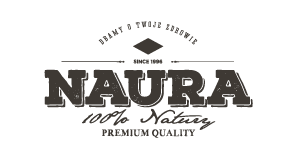 DBAMY O TWOJE ZDROWIE
SINCE 1996
NAURA
100% Natury
PREMIUM QUALITY